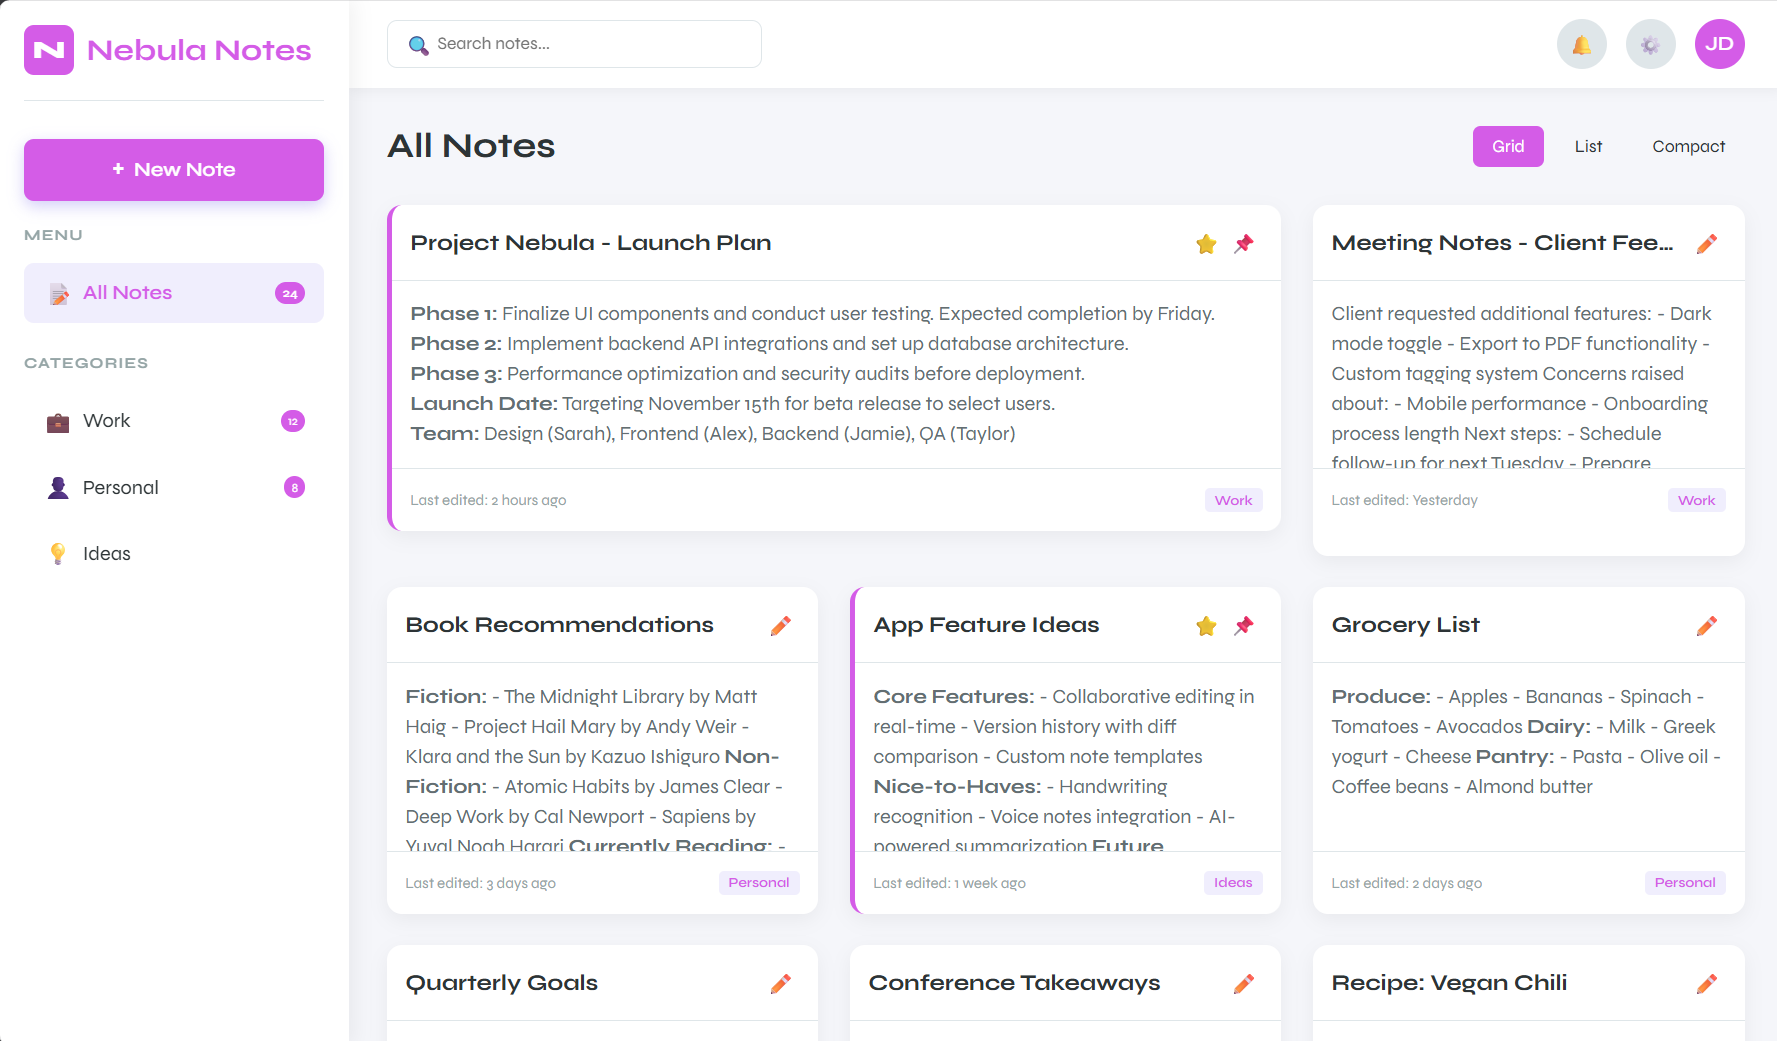 N Nebula Notes
+ New Note
MENU
All Notes 24
CATEGORIES
Work 12
Personal 8
Ideas
Search notes...
JD
All Notes
Grid List Compact
Project Nebula - Launch Plan
Phase 1: Finalize UI components and conduct user testing. Expected completion by Friday.
Phase 2: Implement backend API integrations and set up database architecture.
Phase 3: Performance optimization and security audits before deployment.
Launch Date: Targeting November 15th for beta release to select users.
Team: Design (Sarah), Frontend (Alex), Backend (Jamie), QA (Taylor)
Last edited: 2 hours ago Work
Meeting Notes - Client Fee...
Client requested additional features: - Dark
mode toggle - Export to PDF functionality -
Custom tagging system Concerns raised
about: - Mobile performance - Onboarding
process length Next steps: - Schedule
follow-up for next Tuesday - Prepare
Last edited: Yesterday Work
Book Recommendations
Fiction: - The Midnight Library by Matt
Haig - Project Hail Mary by Andy Weir -
Klara and the Sun by Kazuo Ishiguro Non-
Fiction: - Atomic Habits by James Clear -
Deep Work by Cal Newport - Sapiens by
Yuval Noah Harari Currently Reading: -
Last edited: 3 days ago Personal
App Feature Ideas
Core Features: - Collaborative editing in
real-time - Version history with diff
comparison - Custom note templates
Nice-to-Haves: - Handwriting
recognition - Voice notes integration - AI-
powered summarization Future
Last edited: 1 week ago Ideas
Grocery List
Produce: - Apples - Bananas - Spinach -
Tomatoes - Avocados Dairy: - Milk - Greek
yogurt - Cheese Pantry: - Pasta - Olive oil -
Coffee beans - Almond butter
Last edited: 2 days ago Personal
Quarterly Goals
Conference Takeaways
Recipe: Vegan Chili